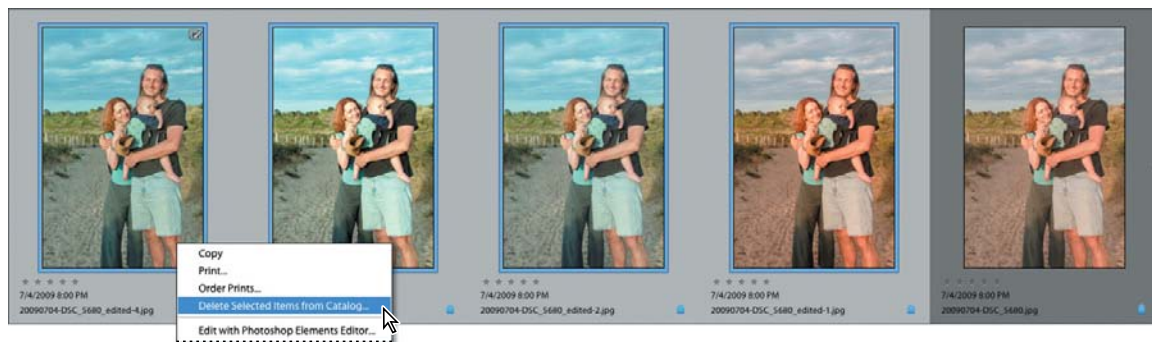 Copy
Print...
Order Prints...
Delete Selected Items from Catalog...
Edit with Photoshop Elements Editor...
7/4/2009 8:00 PM
20090704-DSC_5680_edited-4.jpg
7/4/2009 8:00 PM
20090704-DSC_5680_edited-2.jpg
7/4/2009 8:00 PM
20090704-DSC_5680_edited-1.jpg
7/4/2009 8:00 PM
20090704-DSC_5680.jpg